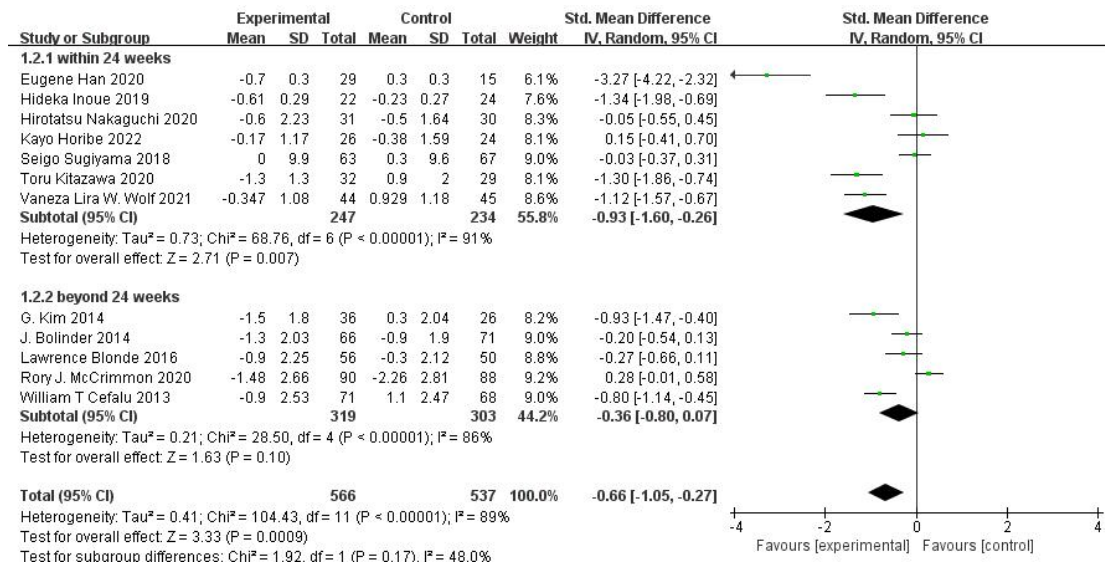 Experimental Control Std. Mean Difference Std. Mean Difference
Study or Subgroup Mean SD Total Mean SD Total Weight IV, Random, 95% CI IV, Random, 95% CI
1.2.1 within 24 weeks
Eugene Han 2020 -0.7 0.3 29 0.3 0.3 15 6.1% -3.27 [-4.22, -2.32]
Hideka Inoue 2019 -0.61 0.29 22 -0.23 0.27 24 7.6% -1.34 [-1.98, -0.69]
Hirotatsu Nakaguchi 2020 -0.6 2.23 31 -0.5 1.64 30 8.4% -0.05 [-0.55, 0.45]
Kayo Horibe 2022 -0.17 1.17 26 -0.38 1.59 24 8.1% 0.15 [-0.41, 0.70]
Seigo Sugiyama 2018 0 9.9 63 0.3 9.6 67 9.0% -0.03 [-0.37, 0.31]
Toru Kitazawa 2020 -1.3 1.3 32 0.9 2 29 8.1% -1.30 [-1.86, -0.74]
Vaneza Lira W. Wolf 2021 -0.347 1.08 44 0.929 1.18 45 8.6% -1.12 [-1.57, -0.67]
Subtotal (95% CI) 247 234 55.8% -0.93 [-1.60, -0.26]
Heterogeneity: Tau² = 0.73; Chi² = 68.76, df = 6 (P < 0.00001); I² = 91%
Test for overall effect: Z = 2.71 (P = 0.007)
1.2.2 beyond 24 weeks
G. Kim 2014 -1.5 1.8 36 0.3 2.04 26 8.2% -0.93 [-1.47, -0.40]
J. Bolinder 2014 -1.3 2.03 66 -0.9 1.9 71 9.0% -0.20 [-0.54, 0.13]
Lawrence Blonde 2016 -0.9 2.25 56 -0.3 2.12 50 8.8% -0.27 [-0.66, 0.11]
Rory J. McCrimmon 2020 -1.48 2.66 90 -2.26 2.81 88 9.2% 0.28 [-0.01, 0.58]
William T Cefalu 2013 -0.9 2.53 71 1.1 2.47 68 9.0% -0.80 [-1.14, -0.45]
Subtotal (95% CI) 319 303 44.2% -0.36 [-0.80, 0.07]
Heterogeneity: Tau² = 0.21; Chi² = 28.50, df = 4 (P < 0.00001); I² = 86%
Test for overall effect: Z = 1.63 (P = 0.10)
Total (95% CI) 566 537 100.0% -0.66 [-1.05, -0.27]
Heterogeneity: Tau² = 0.41; Chi² = 104.43, df = 11 (P < 0.00001); I² = 89%
Test for overall effect: Z = 3.33 (P = 0.0009)
Test for subgroup differences: Chi² = 1.92, df = 1 (P = 0.17), I² = 48.0%
-4 -2 0 2 4
Favours [experimental] Favours [control]